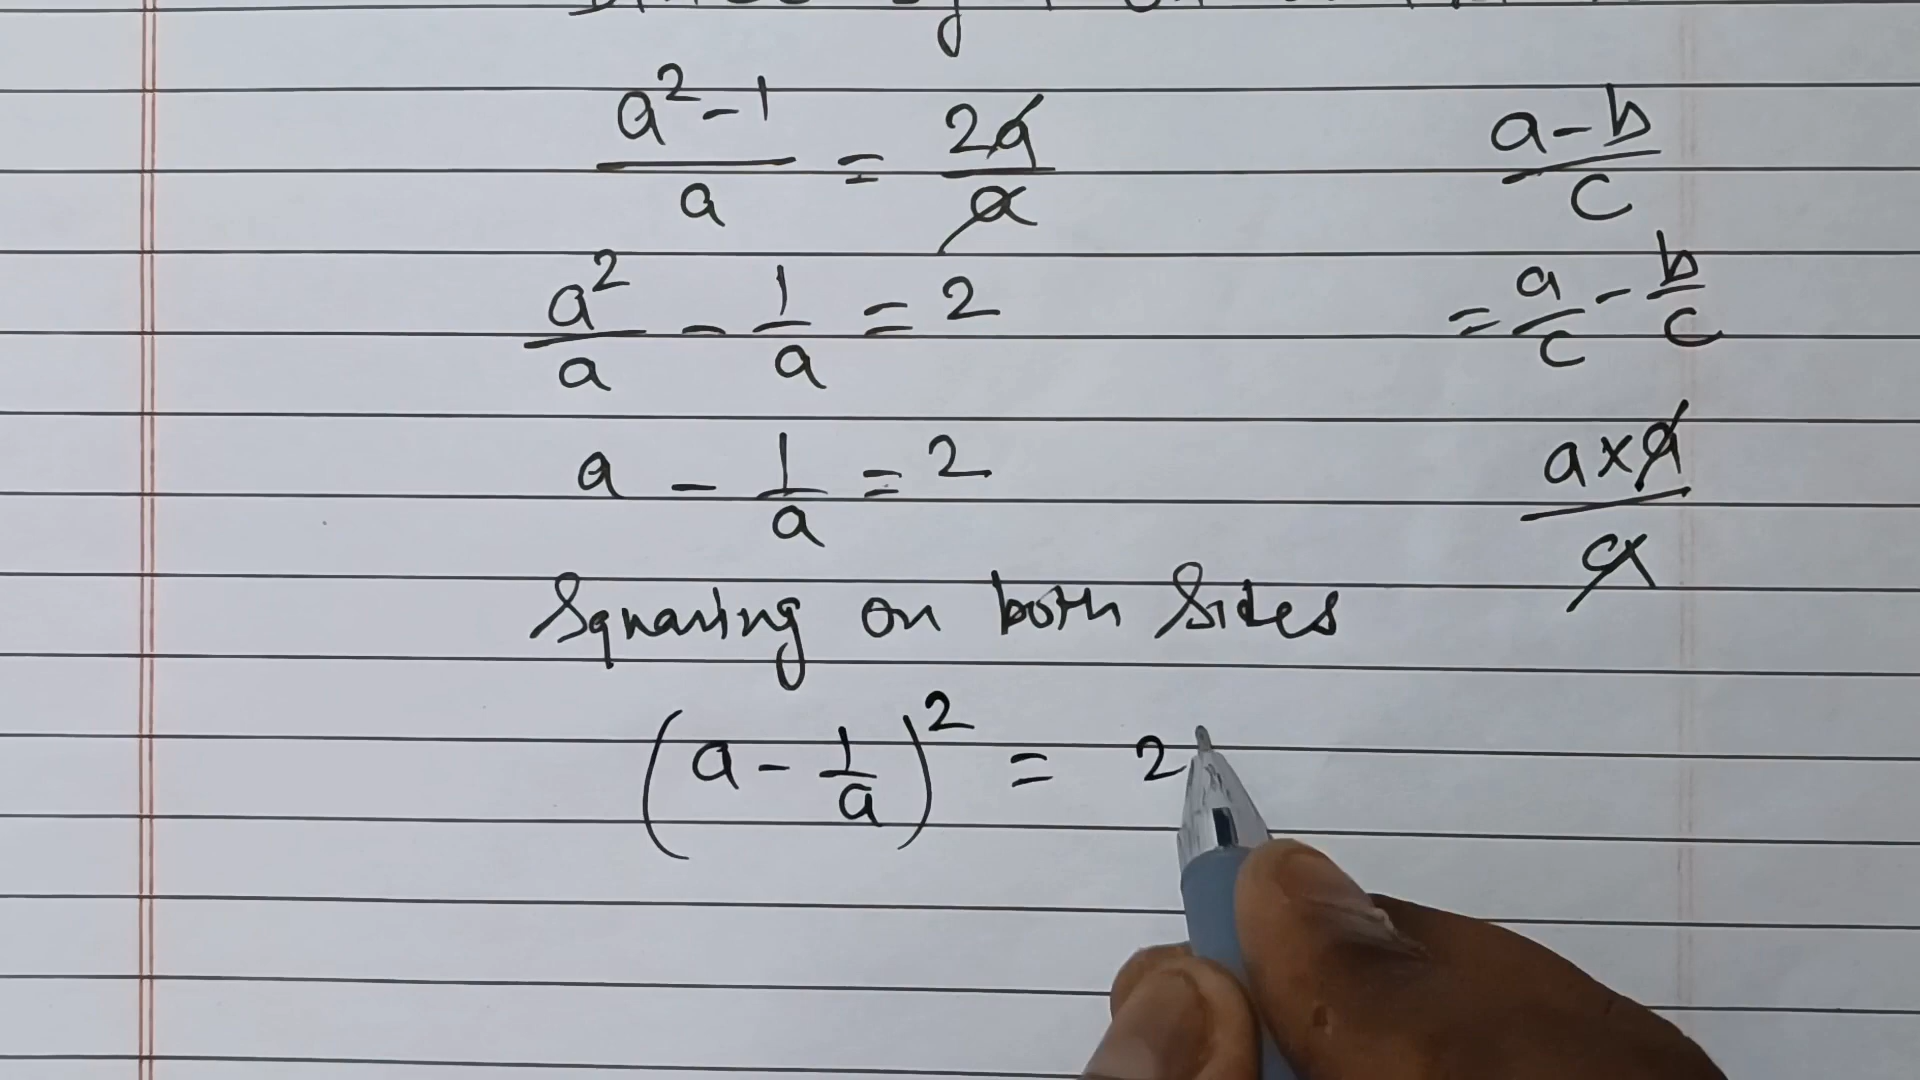 (a² - 1)/a = 2a/a
a²/a - 1/a = 2
a - 1/a = 2
Squaring on both Sides
(a - 1/a)² = 2
(a - b)/c
= a/c - b/c
(a × a)/a